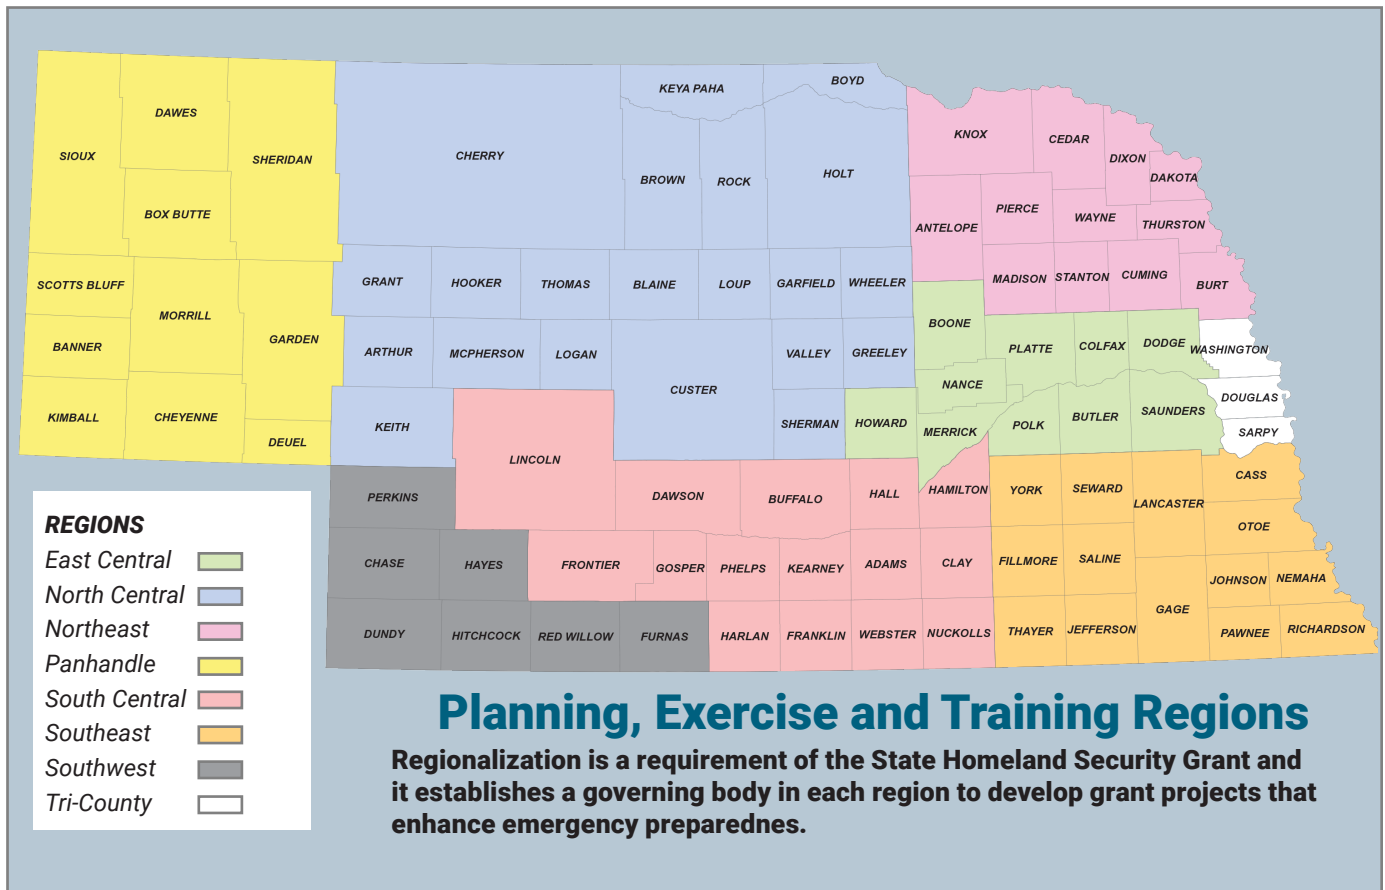 KEYA PAHA
BOYD
DAWES
KNOX
CEDAR
SIOUX
SHERIDAN
CHERRY
DIXON
BROWN
ROCK
HOLT
DAKOTA
BOX BUTTE
PIERCE
WAYNE
ANTELOPE
THURSTON
SCOTTS BLUFF
GRANT
HOOKER
THOMAS
BLAINE
LOUP
GARFIELD
WHEELER
MADISON
STANTON
CUMING
BURT
MORRILL
BOONE
GARDEN
BANNER
ARTHUR
MCPHERSON
LOGAN
VALLEY
GREELEY
PLATTE
COLFAX
DODGE
WASHINGTON
CUSTER
NANCE
DOUGLAS
KIMBALL
CHEYENNE
KEITH
SHERMAN
HOWARD
MERRICK
POLK
BUTLER
SAUNDERS
SARPY
DEUEL
LINCOLN
PERKINS
DAWSON
BUFFALO
HALL
HAMILTON
YORK
SEWARD
LANCASTER
CASS
OTOE
CHASE
HAYES
FRONTIER
GOSPER
PHELPS
KEARNEY
ADAMS
CLAY
FILLMORE
SALINE
JOHNSON
NEMAHA
GAGE
DUNDY
HITCHCOCK
RED WILLOW
FURNAS
HARLAN
FRANKLIN
WEBSTER
NUCKOLLS
THAYER
JEFFERSON
PAWNEE
RICHARDSON
REGIONS
East Central
North Central
Northeast
Panhandle
South Central
Southeast
Southwest
Tri-County
Planning, Exercise and Training Regions
Regionalization is a requirement of the State Homeland Security Grant and
it establishes a governing body in each region to develop grant projects that
enhance emergency preparednes.